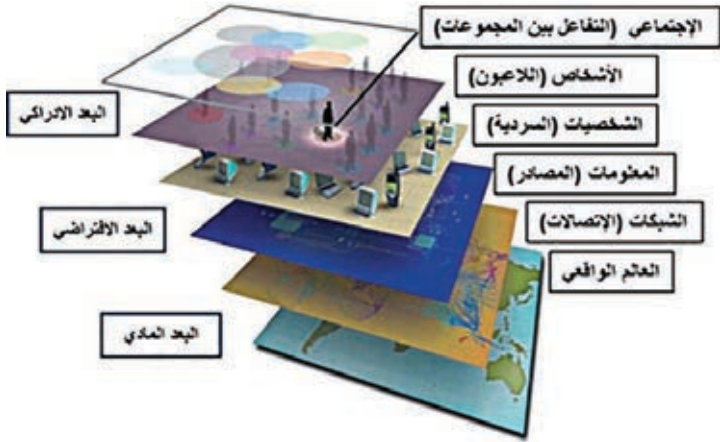 الإجتماعي (التفاعل بين المجموعات)
الأشخاص (اللاعبون)
الشخصيات (السردية)
المعلومات (المصادر)
الشبكات (الإتصالات)
العالم الواقعي
البعد الادراكي
البعد الافتراضي
البعد المادي